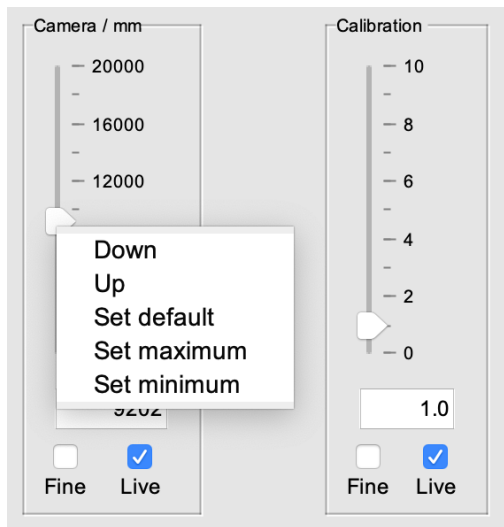 Camera / mm
20000
16000
12000
Down
Up
Set default
Set maximum
Set minimum
9202
Fine Live
Calibration
10
8
6
4
2
0
1.0
Fine Live